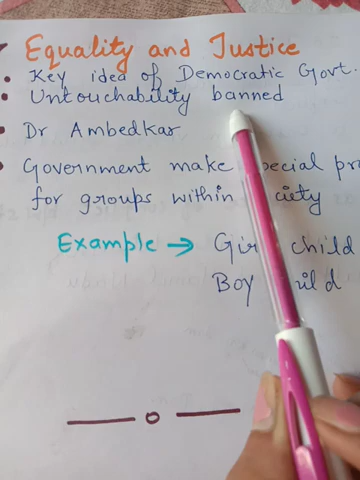 Equality and Justice
Key idea of Democratic Govt.
Untouchability banned
Dr Ambedkar
Government make
for groups within
Example → child
Boy